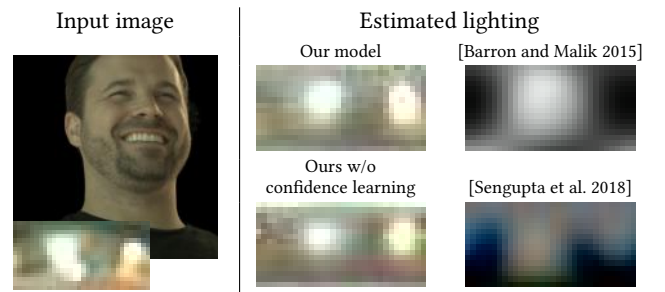 Input image
Estimated lighting
Our model
[Barron and Malik 2015]
Ours w/o
confidence learning
[Sengupta et al. 2018]